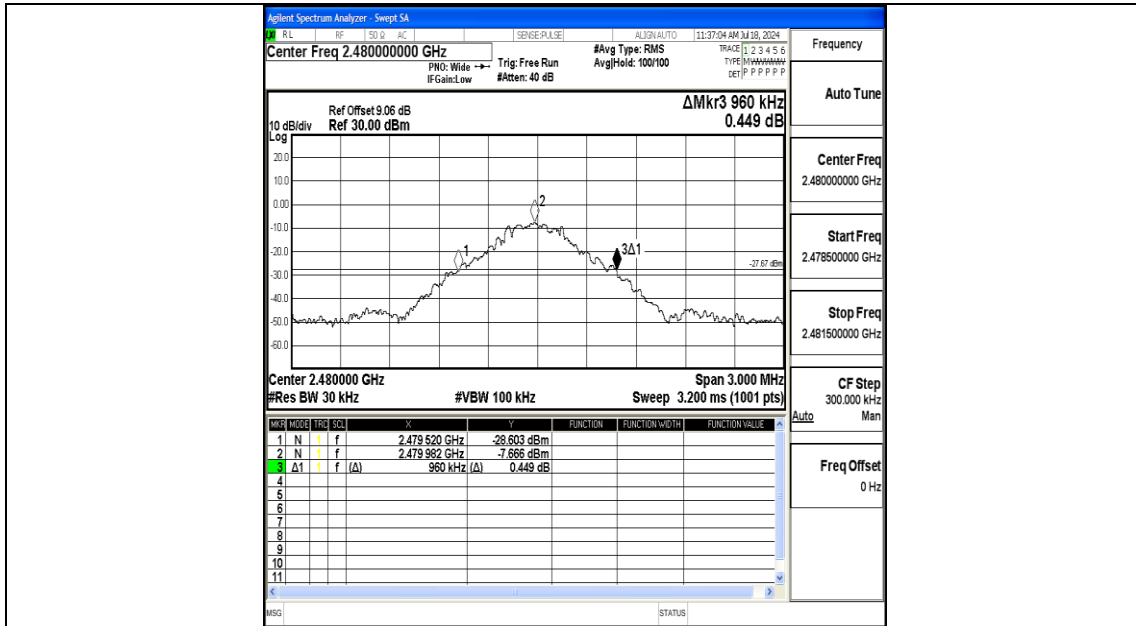 Agilent Spectrum Analyzer - Swept SA
RL RF 50 Ω AC SENSE:PULSE ALIGN AUTO 11:37:04 AM Jul 18, 2024
Center Freq 2.480000000 GHz
PNO: Wide
IFGain:Low
Trig: Free Run
#Atten: 40 dB
#Avg Type: RMS
Avg|Hold: 100/100
TRACE 1 2 3 4 5 6
TYPE MWWWWW
DET P P P P P P
ΔMkr3 960 kHz
0.449 dB
Ref Offset 9.06 dB
10 dB/div Ref 30.00 dBm
Log
20.0
10.0
0.00
-10.0
-20.0
-30.0
-40.0
-50.0
-60.0
1
2
3Δ1
-27.67 dBm
Center 2.480000 GHz Span 3.000 MHz
#Res BW 30 kHz #VBW 100 kHz Sweep 3.200 ms (1001 pts)
MKR MODE TRC SCL X Y FUNCTION FUNCTION WIDTH FUNCTION VALUE
1 N 1 f 2.479 520 GHz -28.603 dBm
2 N 1 f 2.479 982 GHz -7.666 dBm
3 Δ1 1 f (Δ) 960 kHz (Δ) 0.449 dB
4
5
6
7
8
9
10
11
MSG STATUS
Frequency
Auto Tune
Center Freq
2.480000000 GHz
Start Freq
2.478500000 GHz
Stop Freq
2.481500000 GHz
CF Step
300.000 kHz
Auto Man
Freq Offset
0 Hz